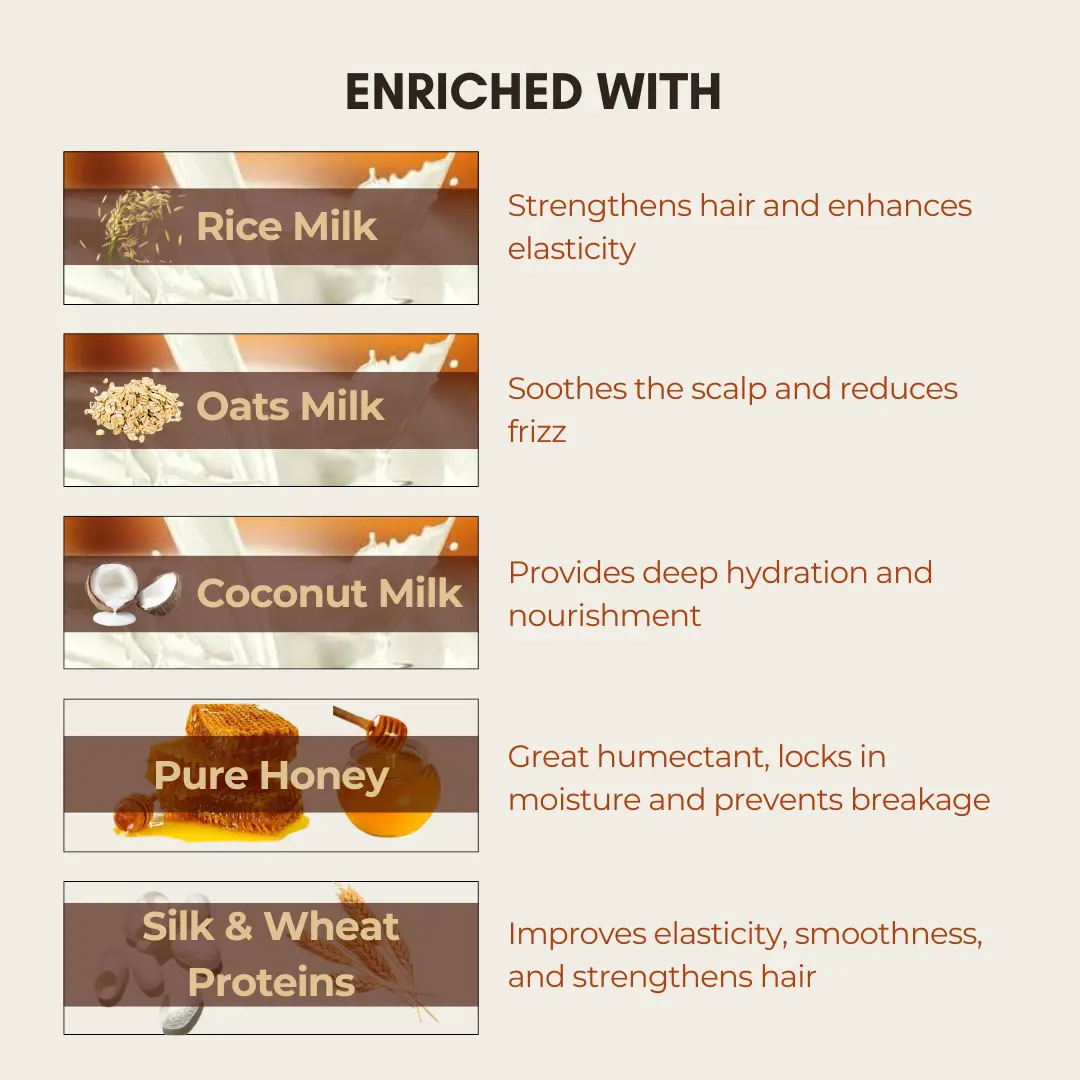 ENRICHED WITH
Rice Milk
Strengthens hair and enhances
elasticity
Oats Milk
Soothes the scalp and reduces
frizz
Coconut Milk
Provides deep hydration and
nourishment
Pure Honey
Great humectant, locks in
moisture and prevents breakage
Silk & Wheat
Proteins
Improves elasticity, smoothness,
and strengthens hair